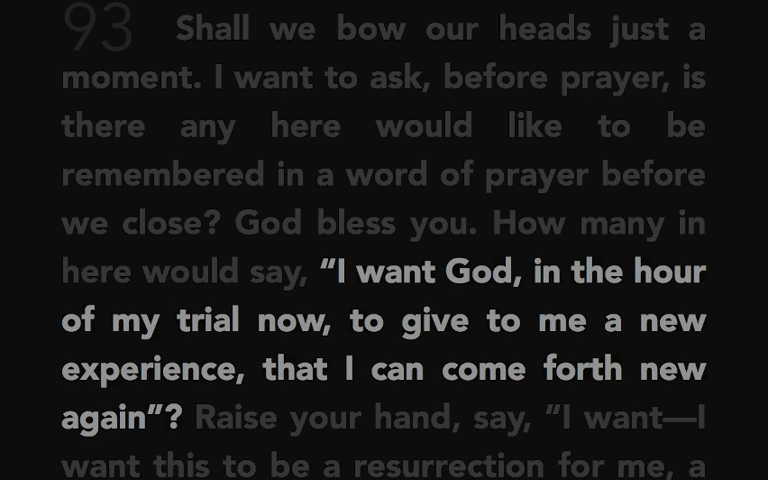 93 Shall we bow our heads just a
moment. I want to ask, before prayer, is
there any here would like to be
remembered in a word of prayer before
we close? God bless you. How many in
here would say, “I want God, in the hour
of my trial now, to give to me a new
experience, that I can come forth new
again”? Raise your hand, say, “I want—I
want this to be a resurrection for me, a